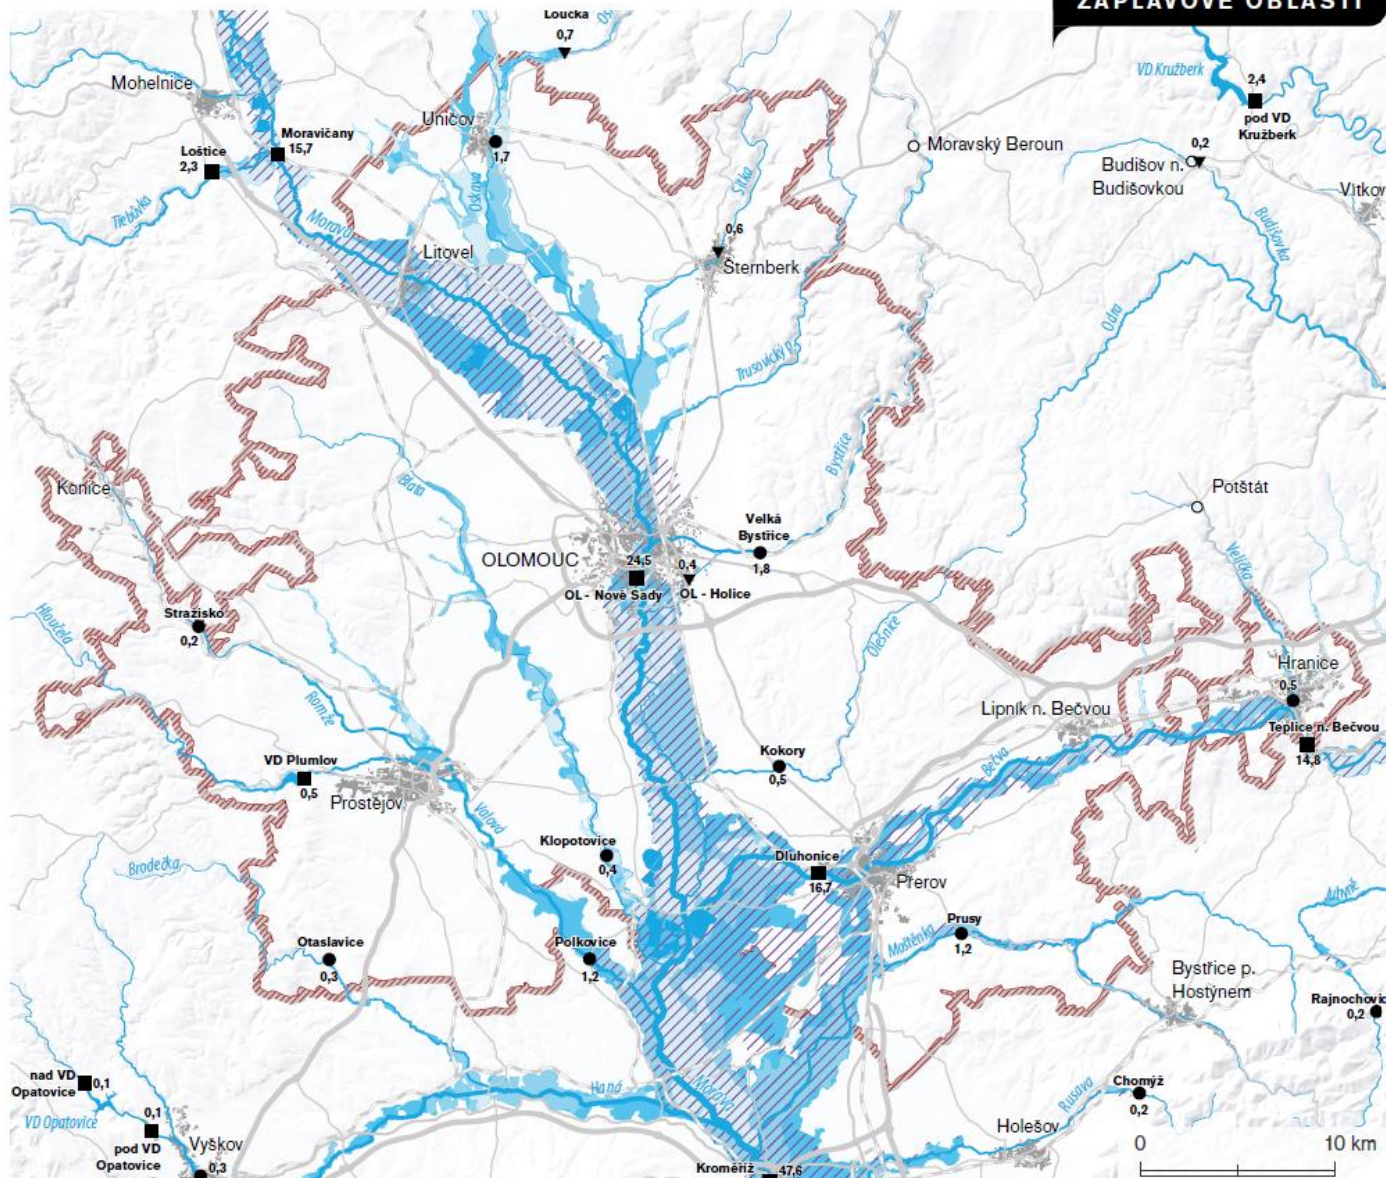 ZÁPLAVOVÉ OBLASTI
Loučka
0,7
VD Kružberk
2,4
pod VD
Kružberk
Mohelnice
Uničov
1,7
Moravičany
15,7
Loštice
2,3
Třebůvka
Morava
Oskava
Sitka
Moravský Beroun
0,2
Budišov n.
Budišovkou
Budišovka
Vítkov
Litovel
0,6
Šternberk
Odra
Trusovický p.
Bystřice
Konice
Blata
Potštát
Velička
OLOMOUC
24,5
OL - Nové Sady
0,4
OL - Holice
Velká
Bystřice
1,8
Hloučela
Stražisko
0,2
Olešnice
Romže
Hranice
0,5
Lipník n. Bečvou
Teplice n. Bečvou
14,8
Bečva
VD Plumlov
0,5
Prostějov
Kokory
0,5
Valová
Klopotovice
0,4
Brodečka
Dluhonice
16,7
Přerov
Juhyně
Otaslavice
0,3
Polkovice
1,2
Prusy
1,2
Moštěnka
Bystřice p.
Hostýnem
Rajnochovic
0,2
nad VD
Opatovice
0,1
VD Opatovice
0,1
pod VD
Opatovice
Vyškov
0,3
Haná
Morava
Chomýž
0,2
Rusava
Holešov
Kroměříž
47,6
0
10 km